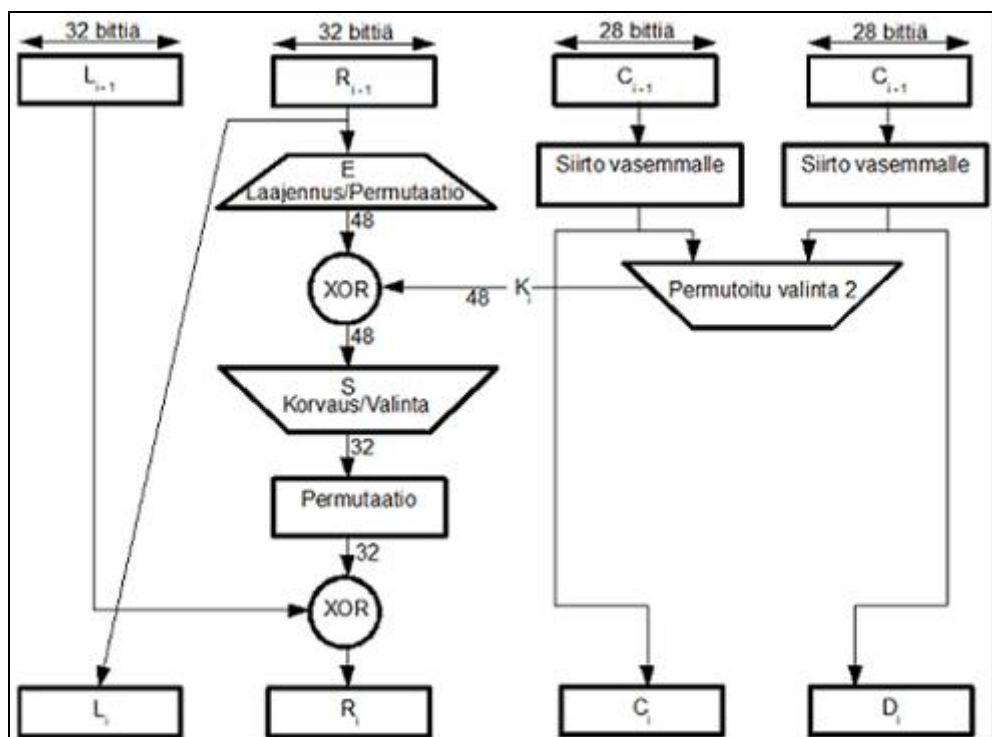 32 bittiä
32 bittiä
28 bittiä
28 bittiä
L i+1
R i+1
C i+1
C i+1
E
Laajennus/Permutaatio
Siirto vasemmalle
Siirto vasemmalle
48
XOR
48
K i
Permutoitu valinta 2
48
S
Korvaus/Valinta
32
Permutaatio
32
XOR
L i
R i
C i
D i